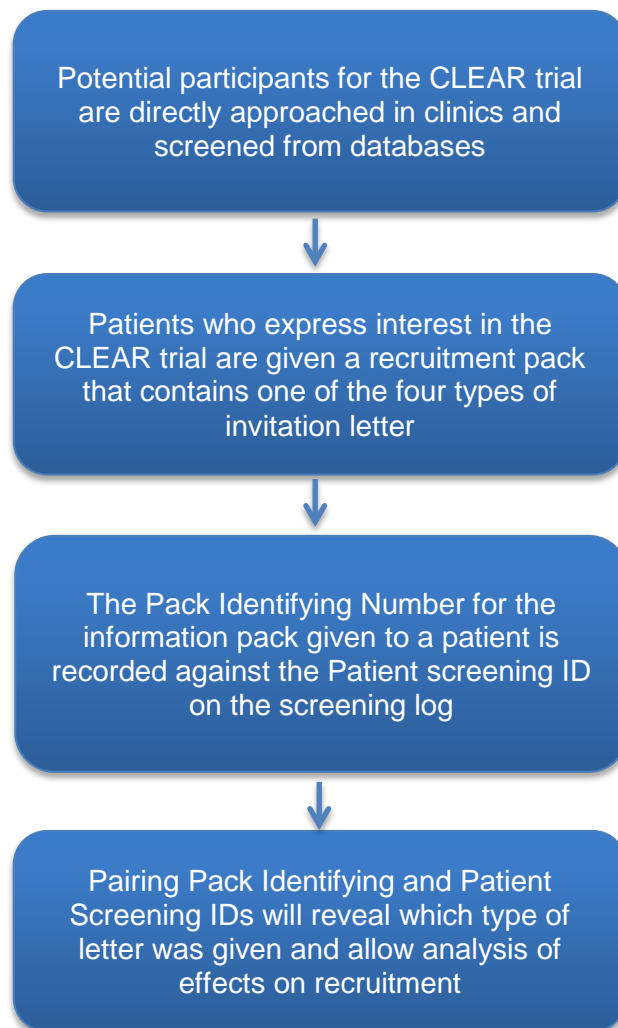 Potential participants for the CLEAR trial
are directly approached in clinics and
screened from databases
Patients who express interest in the
CLEAR trial are given a recruitment pack
that contains one of the four types of
invitation letter
The Pack Identifying Number for the
information pack given to a patient is
recorded against the Patient screening ID
on the screening log
Pairing Pack Identifying and Patient
Screening IDs will reveal which type of
letter was given and allow analysis of
effects on recruitment